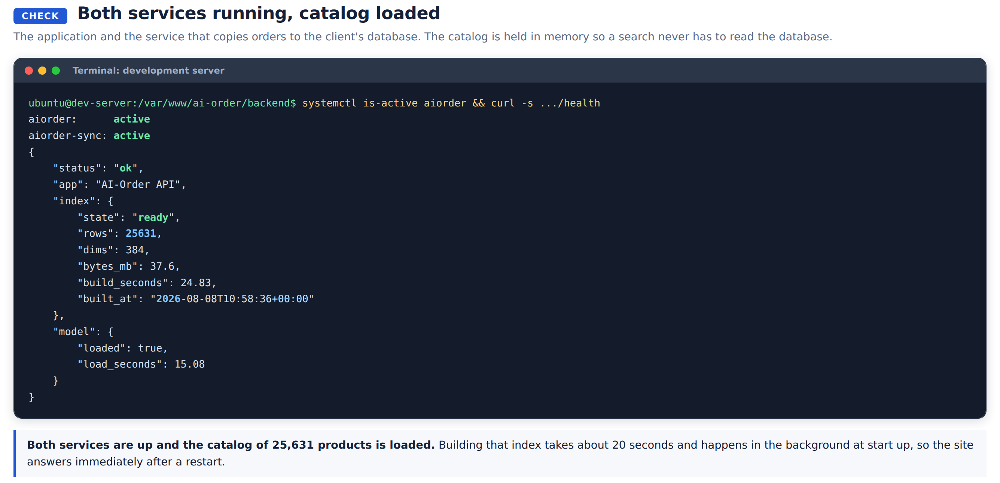 CHECK Both services running, catalog loaded
The application and the service that copies orders to the client's database. The catalog is held in memory so a search never has to read the database.
Terminal: development server
ubuntu@dev-server:/var/www/ai-order/backend$ systemctl is-active aiorder && curl -s .../health
aiorder:      active
aiorder-sync: active
{
    "status": "ok",
    "app": "AI-Order API",
    "index": {
        "state": "ready",
        "rows": 25631,
        "dims": 384,
        "bytes_mb": 37.6,
        "build_seconds": 24.83,
        "built_at": "2026-08-08T10:58:36+00:00"
    },
    "model": {
        "loaded": true,
        "load_seconds": 15.08
    }
}
Both services are up and the catalog of 25,631 products is loaded. Building that index takes about 20 seconds and happens in the background at start up, so the site
answers immediately after a restart.